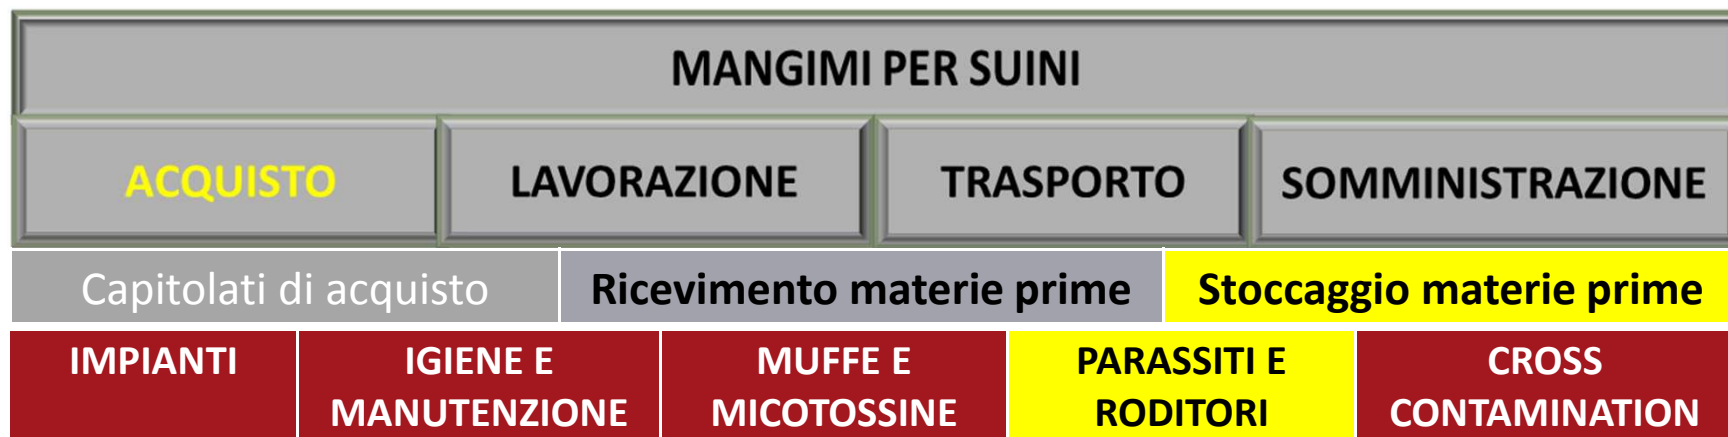 MANGIMI PER SUINI
ACQUISTO LAVORAZIONE TRASPORTO SOMMINISTRAZIONE
Capitolati di acquisto Ricevimento materie prime Stoccaggio materie prime
IMPIANTI IGIENE E MUFFE E PARASSITI E CROSS
MANUTENZIONE MICOTOSSINE RODITORI CONTAMINATION